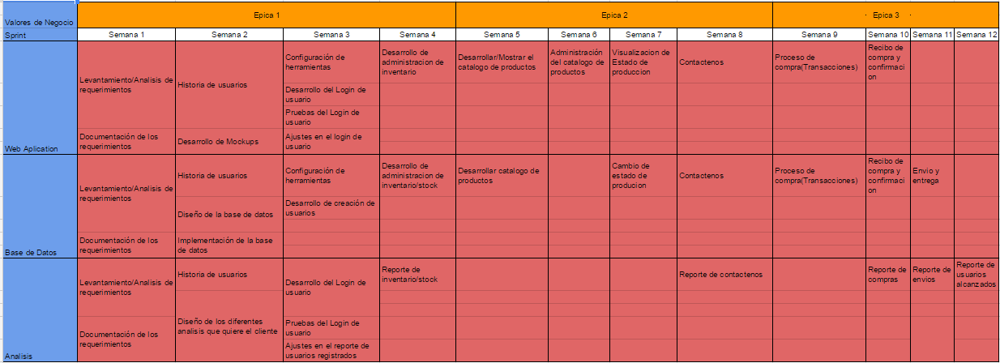 Valores de Negocio
Epica 1
Epica 2
Epica 3
Sprint
Semana 1
Semana 2
Semana 3
Semana 4
Semana 5
Semana 6
Semana 7
Semana 8
Semana 9
Semana 10
Semana 11
Semana 12
Web Aplication
Levantamiento/Analisis de
requerimientos
Documentación de los
requerimientos
Historia de usuarios
Desarrollo de Mockups
Configuración de
herramientas
Desarrollo del Login de
usuario
Pruebas del Login de
usuario
Ajustes en el login de
usuario
Desarrollo de
administracion de
inventario
Desarrollar/Mostrar el
catalogo de productos
Administración
del catalogo de
productos
Visualizacion de
Estado de
produccion
Contactenos
Proceso de
compra(Transacciones)
Recibo de
compra y
confirmaci
on
Base de Datos
Levantamiento/Analisis de
requerimientos
Documentación de los
requerimientos
Historia de usuarios
Diseño de la base de datos
Implementación de la base
de datos
Configuración de
herramientas
Desarrollo de creación de
usuarios
Desarrollo de
administracion de
inventario/stock
Desarrollar catalogo de
productos
Cambio de
estado de
producion
Contactenos
Proceso de
compra(Transacciones)
Recibo de
compra y
confirmaci
on
Envio y
entrega
Analisis
Levantamiento/Analisis de
requerimientos
Documentación de los
requerimientos
Historia de usuarios
Diseño de los diferentes
analisis que quiere el cliente
Desarrollo del Login de
usuario
Pruebas del Login de
usuario
Ajustes en el reporte de
usuarios registrados
Reporte de
inventario/stock
Reporte de contactenos
Reporte de
compras
Reporte de
envios
Reporte de
usuarios
alcanzados